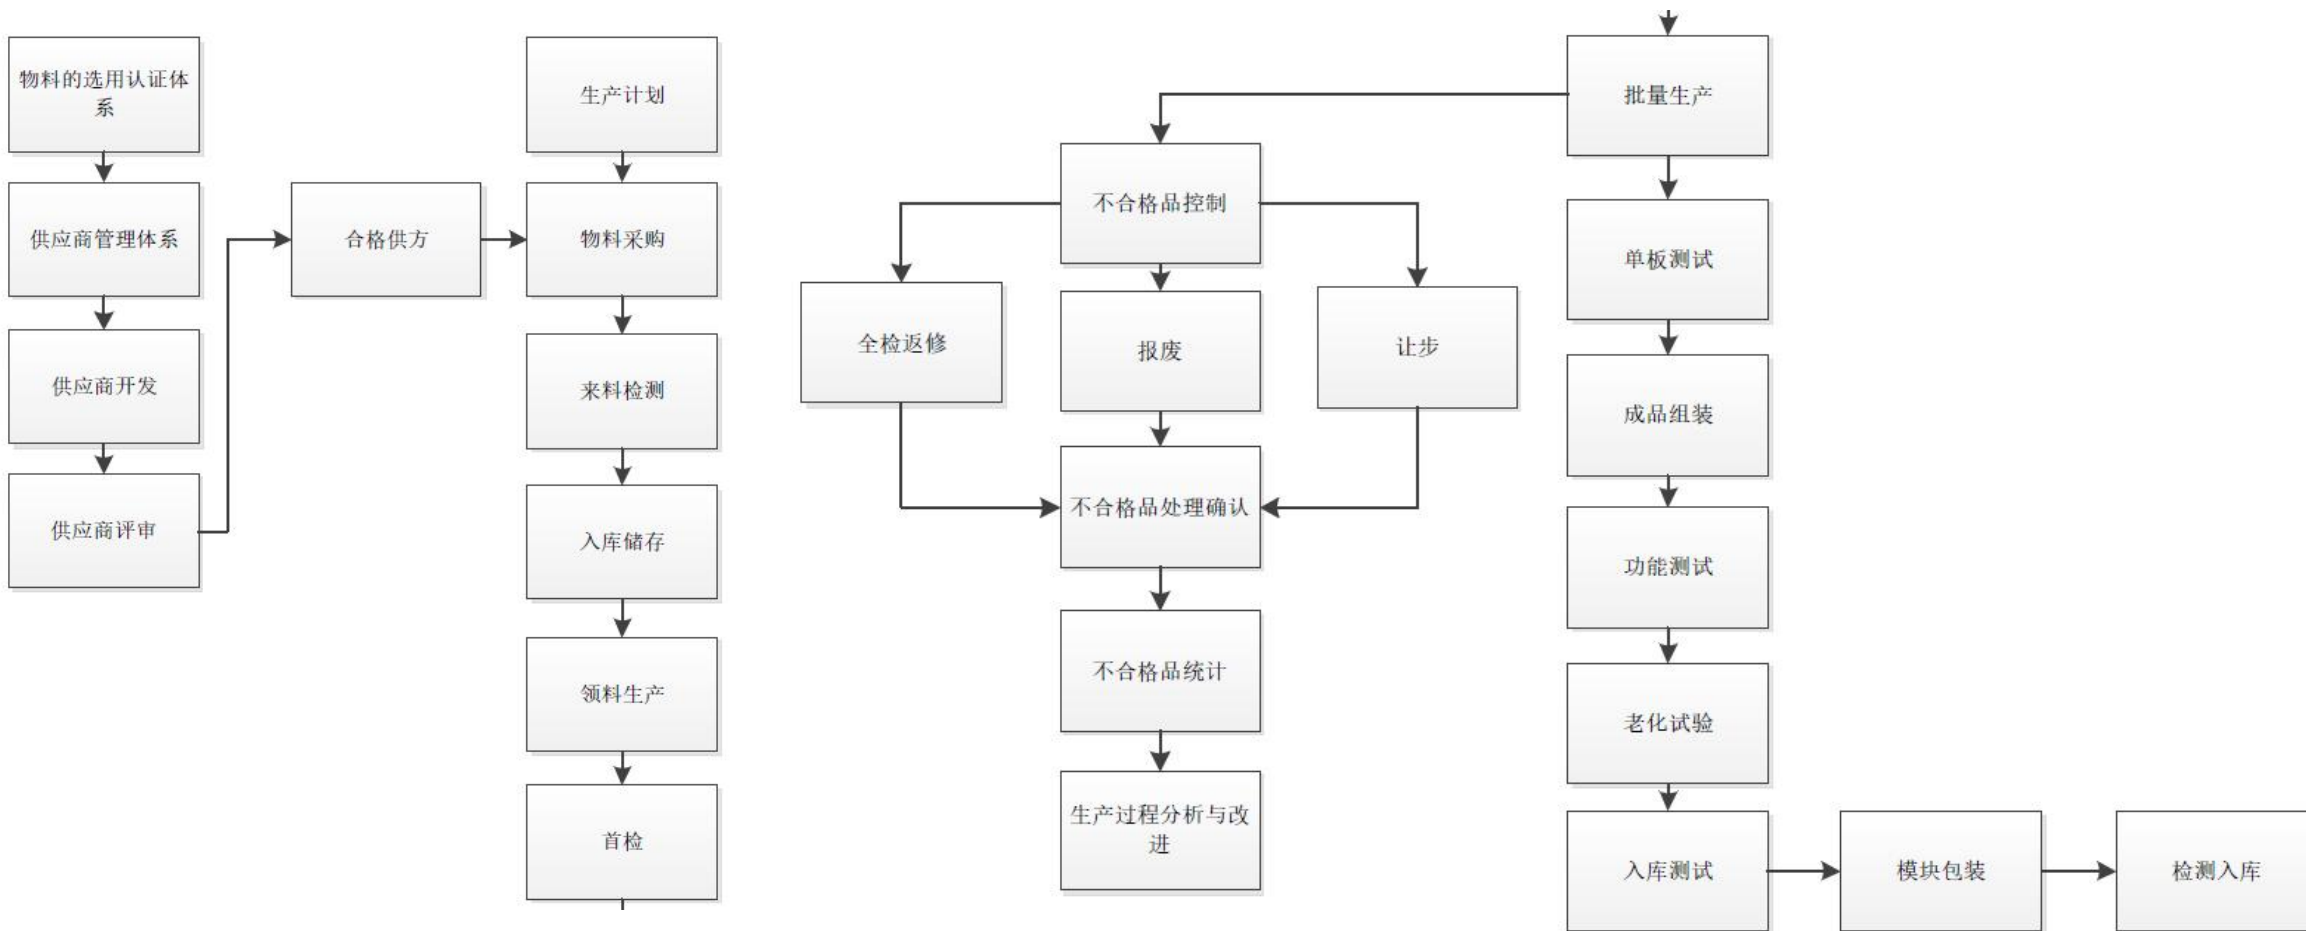 物料的选用认证体
系
供应商管理体系
供应商开发
供应商评审
合格供方
生产计划
物料采购
来料检测
入库储存
领料生产
首检
不合格品控制
全检返修
报废
让步
不合格品处理确认
不合格品统计
生产过程分析与改
进
批量生产
单板测试
成品组装
功能测试
老化试验
入库测试
模块包装
检测入库